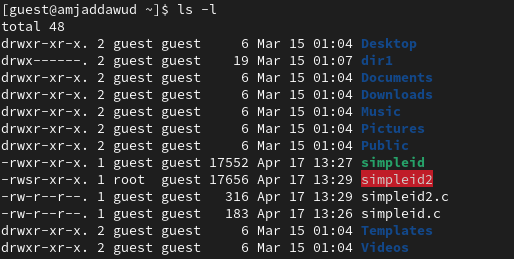 [guest@amjaddawud ~]$ ls -l
total 48
drwxr-xr-x. 2 guest guest     6 Mar 15 01:04 Desktop
drwx------. 2 guest guest    19 Mar 15 01:07 dir1
drwxr-xr-x. 2 guest guest     6 Mar 15 01:04 Documents
drwxr-xr-x. 2 guest guest     6 Mar 15 01:04 Downloads
drwxr-xr-x. 2 guest guest     6 Mar 15 01:04 Music
drwxr-xr-x. 2 guest guest     6 Mar 15 01:04 Pictures
drwxr-xr-x. 2 guest guest     6 Mar 15 01:04 Public
-rwxr-xr-x. 1 guest guest 17552 Apr 17 13:27 simpleid
-rwsr-xr-x. 1 root  guest 17656 Apr 17 13:29 simpleid2
-rw-r--r--. 1 guest guest   316 Apr 17 13:29 simpleid2.c
-rw-r--r--. 1 guest guest   183 Apr 17 13:26 simpleid.c
drwxr-xr-x. 2 guest guest     6 Mar 15 01:04 Templates
drwxr-xr-x. 2 guest guest     6 Mar 15 01:04 Videos